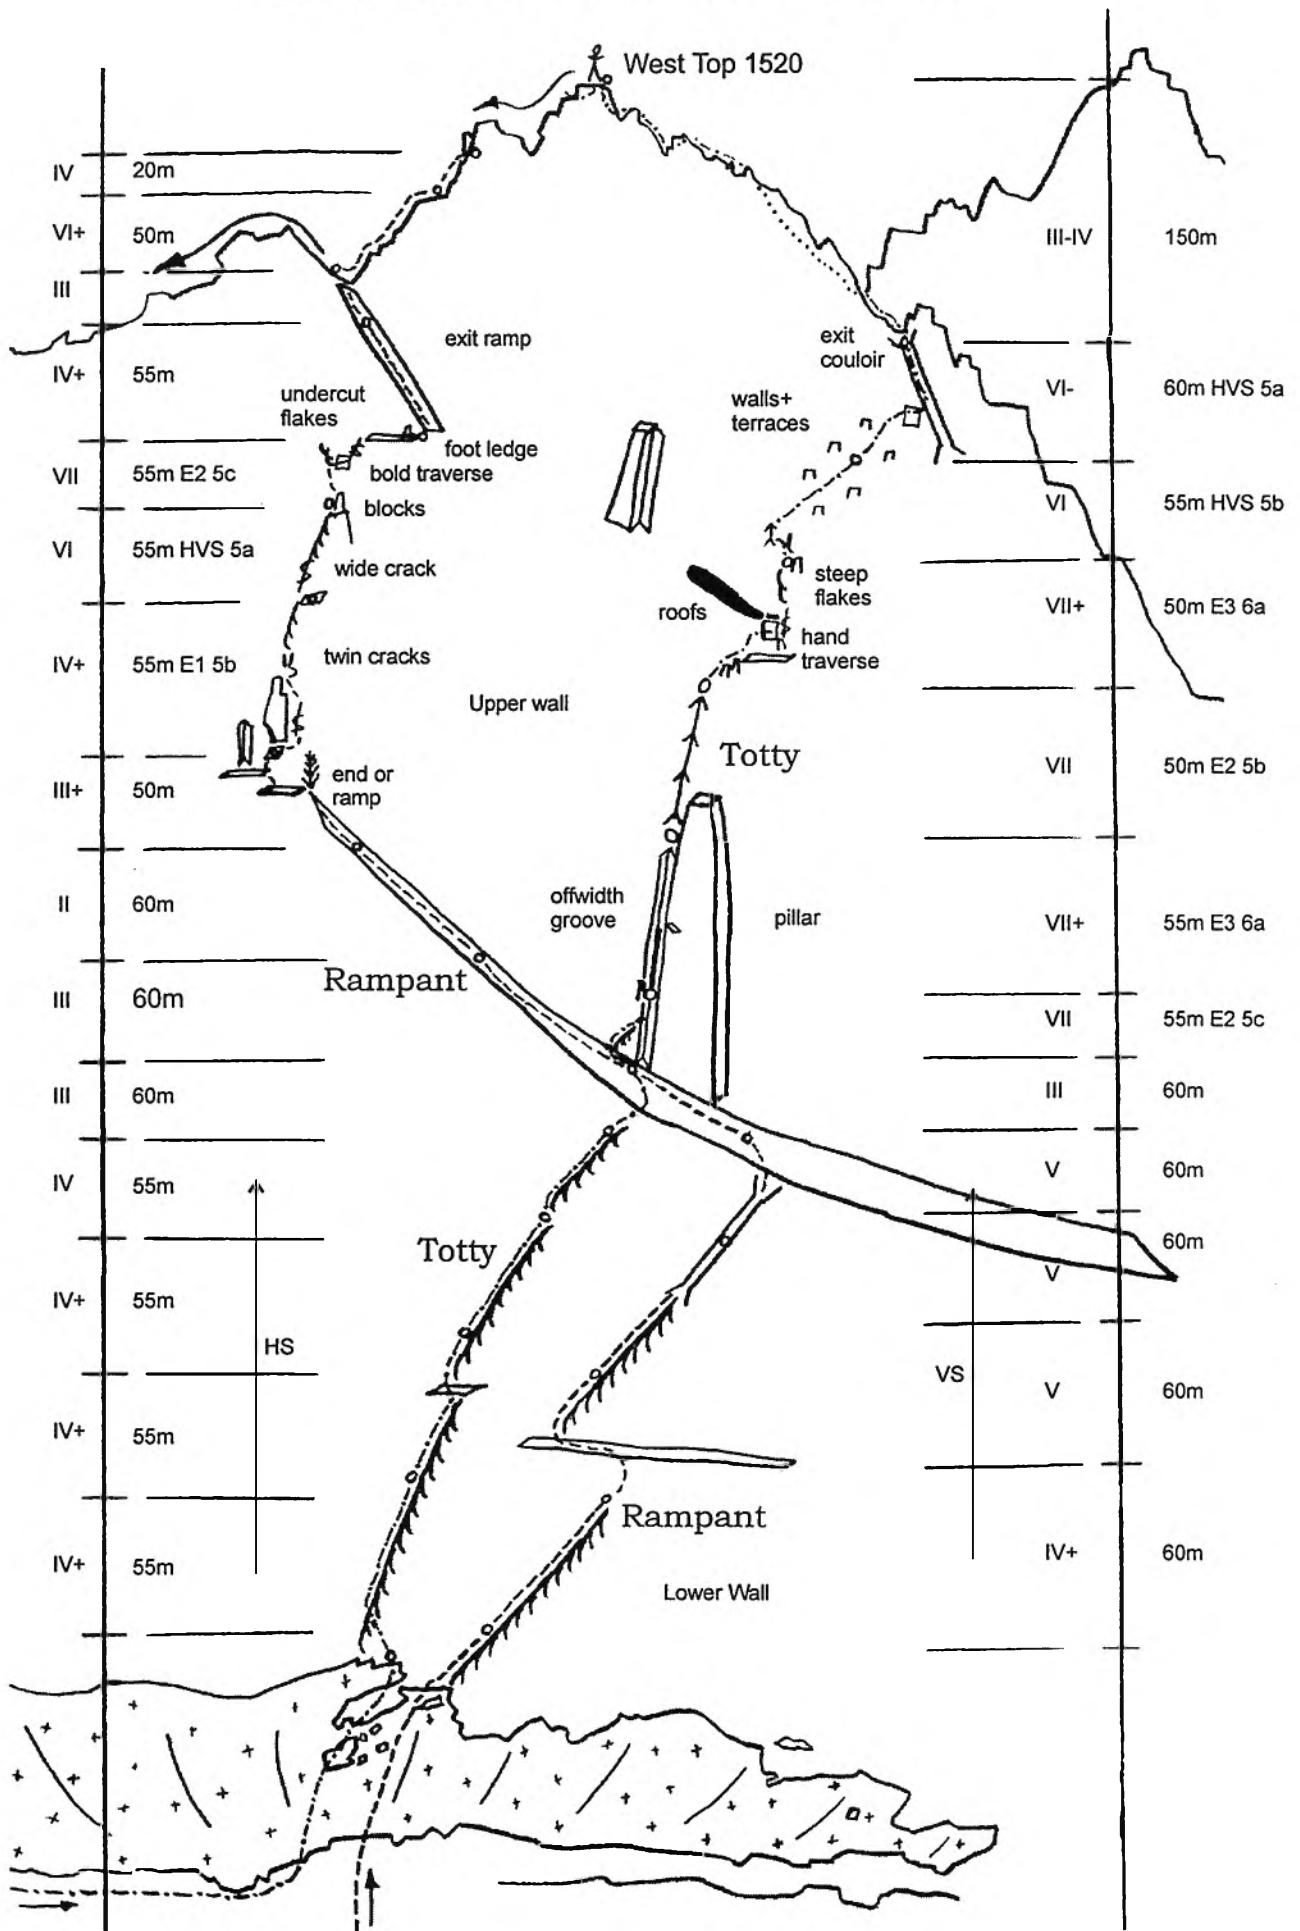 West Top 1520
IV
20m
VI+
50m
III
IV+
55m
VII
55m E2 5c
VI
55m HVS 5a
IV+
55m E1 5b
III+
50m
II
60m
III
60m
III
60m
IV
55m
IV+
55m
IV+
55m
IV+
55m
HS
exit ramp
undercut
flakes
foot ledge
bold traverse
blocks
wide crack
twin cracks
end or
ramp
Upper wall
exit
couloir
walls+
terraces
steep
flakes
roofs
hand
traverse
Totty
offwidth
groove
pillar
Rampant
Totty
Rampant
Lower Wall
III-IV
150m
VI-
60m HVS 5a
VI
55m HVS 5b
VII+
50m E3 6a
VII
50m E2 5b
VII+
55m E3 6a
VII
55m E2 5c
III
60m
V
60m
V
60m
V
60m
IV+
60m
VS